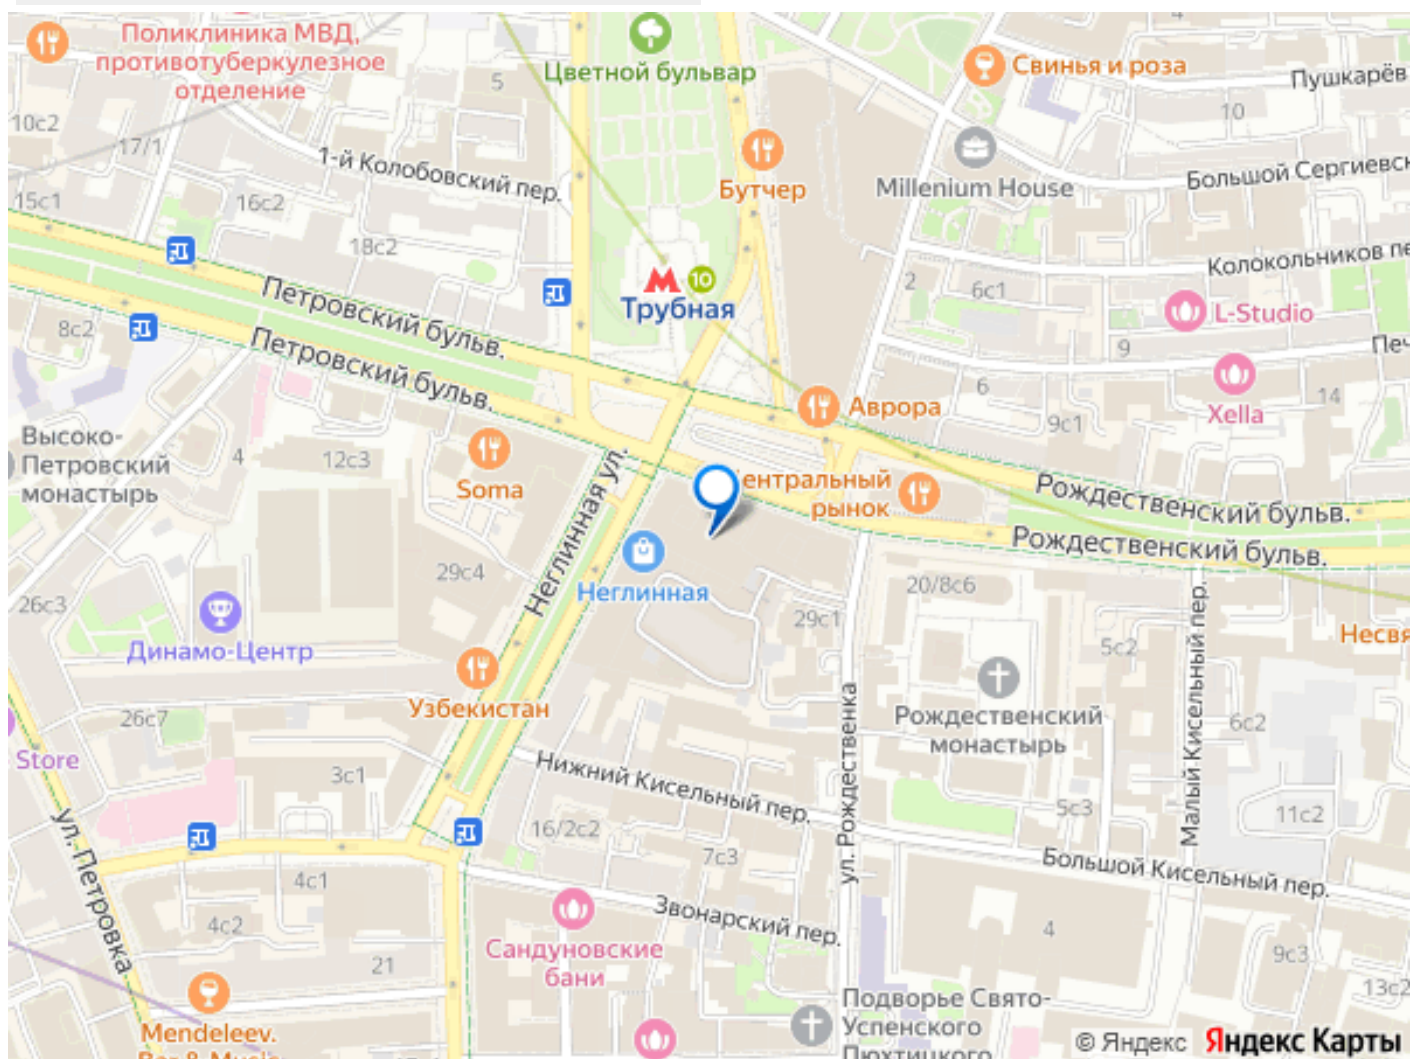 Поликлиника МВД,
противотуберкулезное
отделение
Цветной бульвар
Свинья и роза
Пушкарёв
5
10
10с2
17/1
1-й Колобовский пер.
Бутчер
Millenium House
Большой Сергиевск
15с1
16с2
18с2
Колокольников пе
2
6с1
10
Трубная
L-Studio
8с2
Петровский бульв.
Петровский бульв.
9
Печ
6
14
Xella
Аврора
9с1
Высоко-
Петровский
монастырь
4
12с3
Soma
Неглинная ул.
ентральный
рынок
Рождественский бульв.
Рождественский бульв.
29с4
Неглинная
20/8с6
26с3
29с1
Малый Кисельный пер.
Динамо-Центр
5с2
Несвя
Узбекистан
Рождественский
монастырь
6с2
26с7
Store
3с1
Нижний Кисельный пер.
ул. Рождественка
5с3
11с2
16/2с2
7с3
ул. Петровка
Большой Кисельный пер.
4с1
Звонарский пер.
4с2
4
Сандуновские
бани
21
9с3
13с2
Mendeleev.
Bar & Music
Подворье Свято-
Успенского
Пюхтицкого
© Яндекс
Яндекс Карты